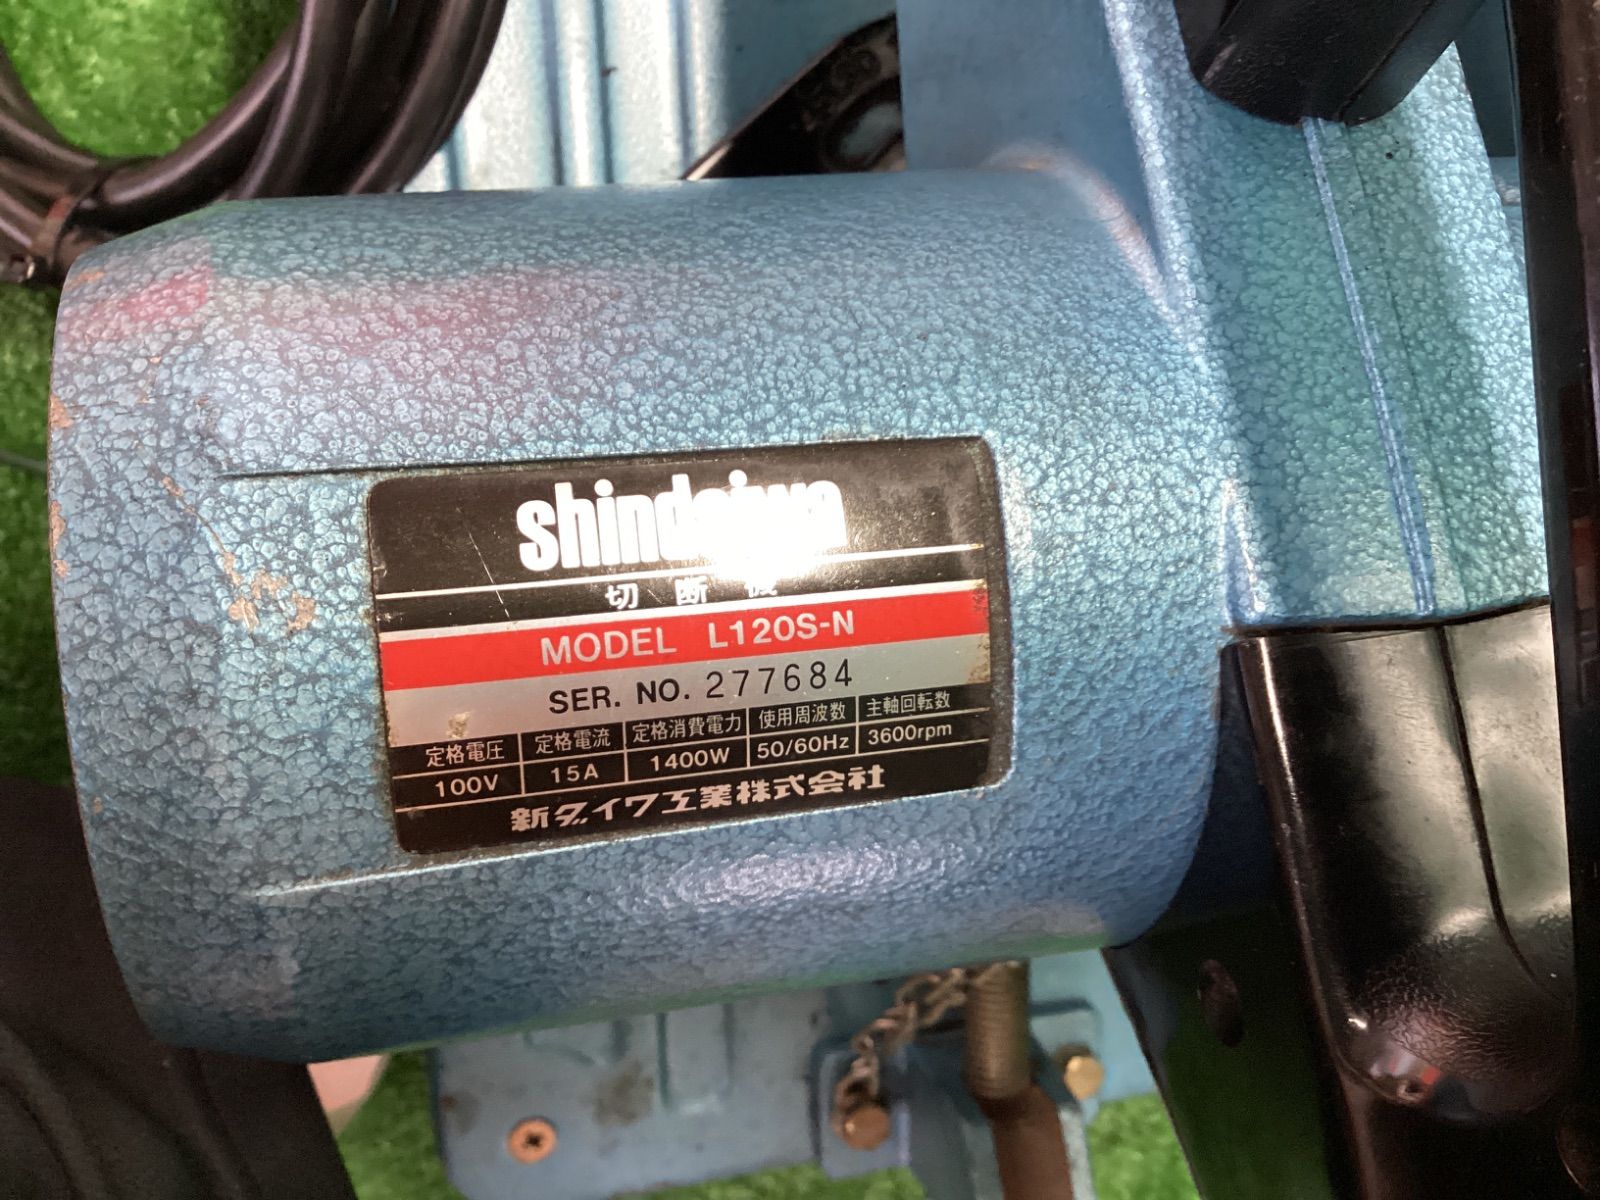 shindaiwa
切断機
MODEL L120S-N
SER. NO. 277684
定格電圧 定格電流 定格消費電力 使用周波数 主軸回転数
100V 15A 1400W 50/60Hz 3600rpm
新ダイワ工業株式会社